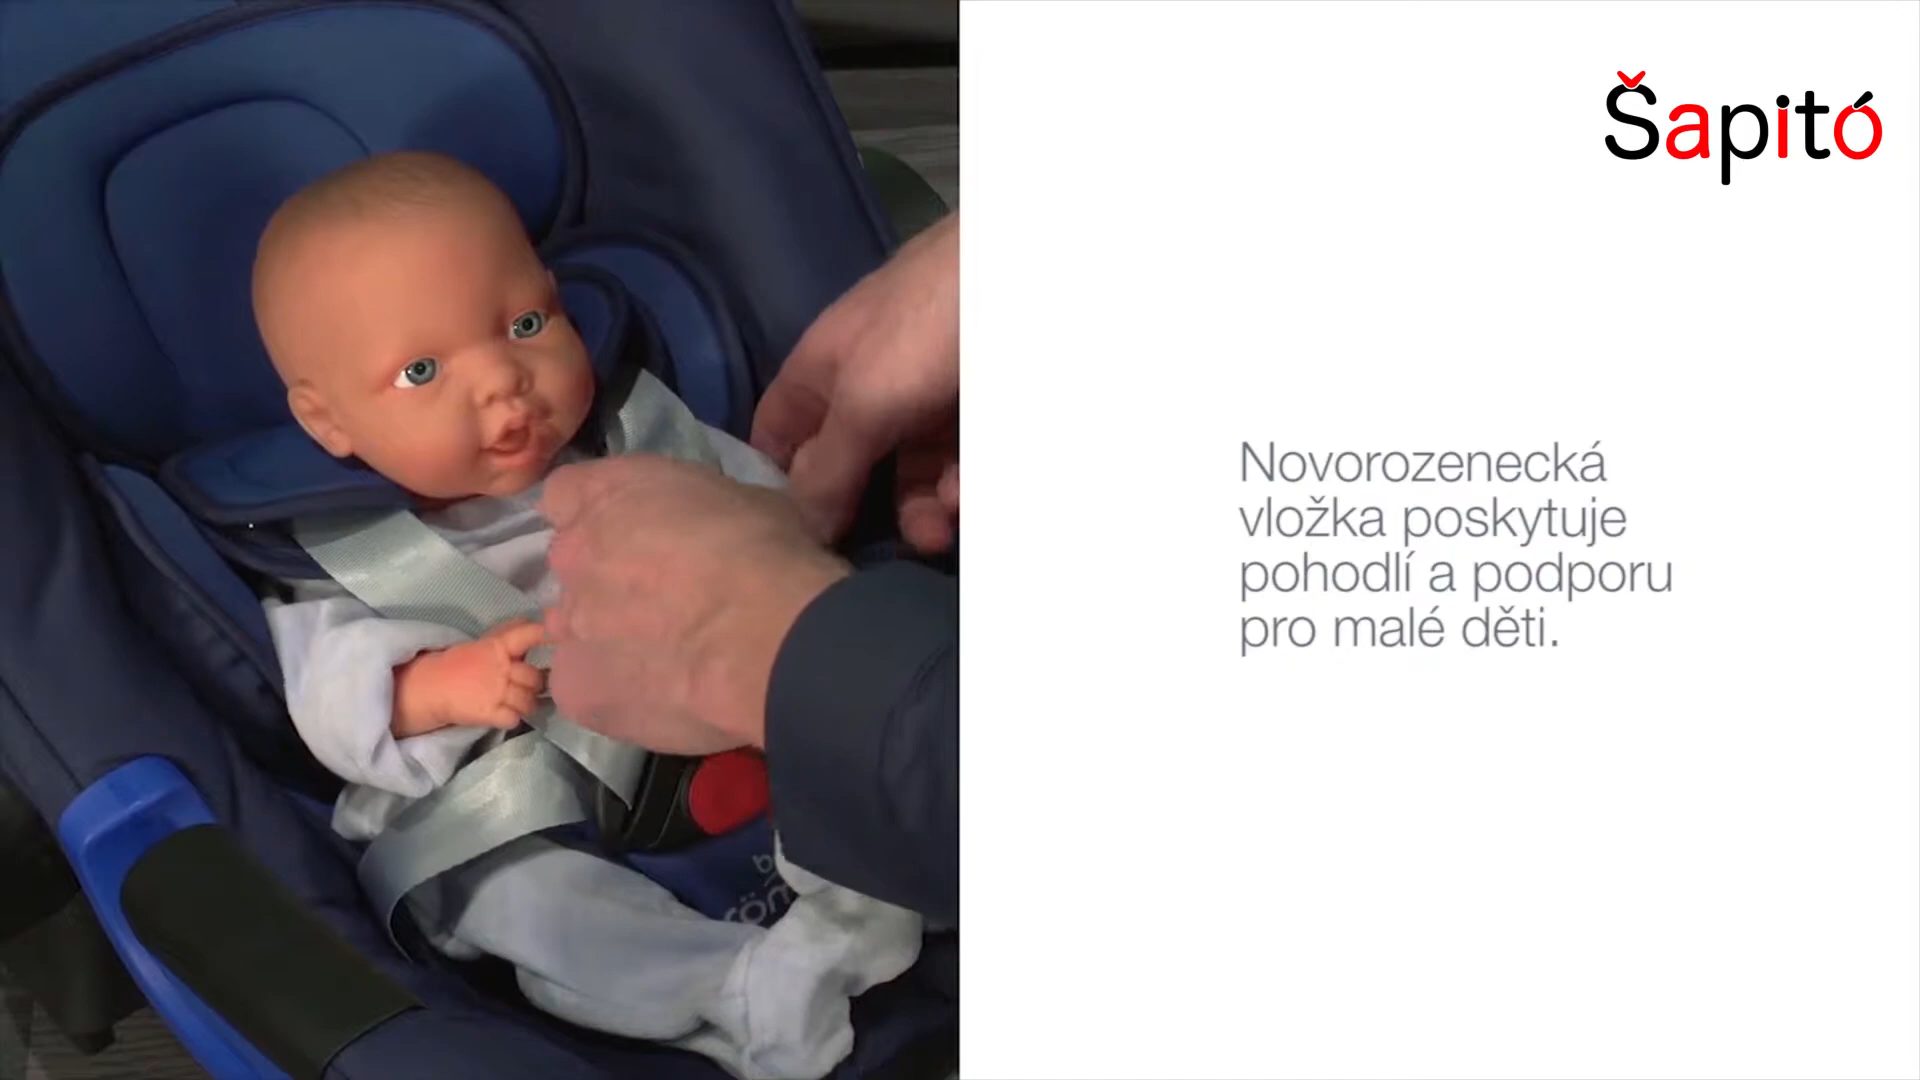 Šapitó
Novorozenecká
vložka poskytuje
pohodlí a podporu
pro malé děti.